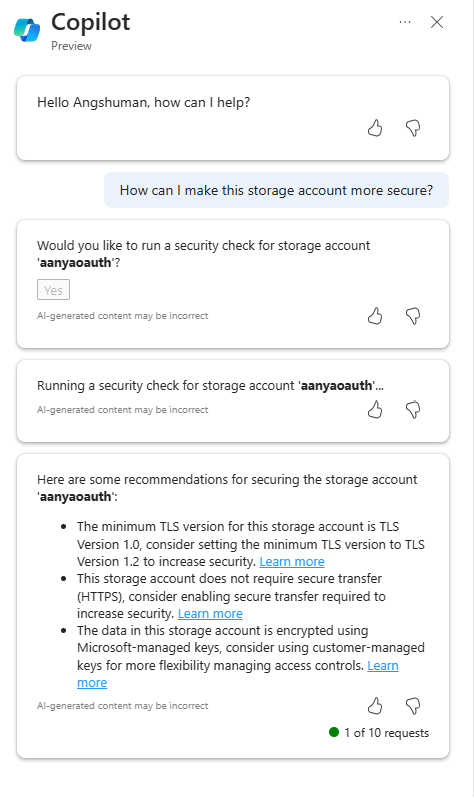 Copilot
Preview
Hello Angshuman, how can I help?
How can I make this storage account more secure?
Would you like to run a security check for storage account
'aanyaoauth'?
Yes
AI-generated content may be incorrect
Running a security check for storage account 'aanyaoauth'...
AI-generated content may be incorrect
Here are some recommendations for securing the storage account
'aanyaoauth':
• The minimum TLS version for this storage account is TLS
Version 1.0, consider setting the minimum TLS version to TLS
Version 1.2 to increase security. Learn more
• This storage account does not require secure transfer
(HTTPS), consider enabling secure transfer required to
increase security. Learn more
• The data in this storage account is encrypted using
Microsoft-managed keys, consider using customer-managed
keys for more flexibility managing access controls. Learn
more
AI-generated content may be incorrect
1 of 10 requests